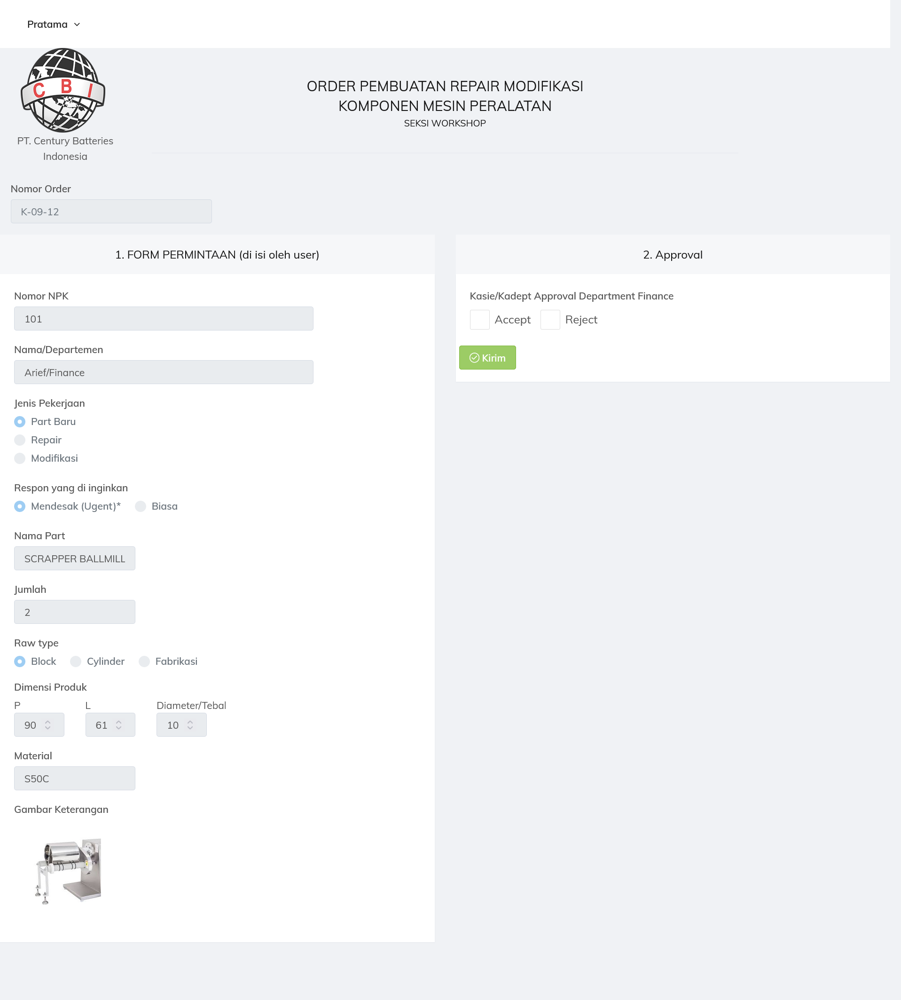 Pratama
C B I
PT. Century Batteries
Indonesia
ORDER PEMBUATAN REPAIR MODIFIKASI
KOMPONEN MESIN PERALATAN
SEKSI WORKSHOP
Nomor Order
K-09-12
1. FORM PERMINTAAN (di isi oleh user)
Nomor NPK
101
Nama/Departemen
Arief/Finance
Jenis Pekerjaan
Part Baru
Repair
Modifikasi
Respon yang di inginkan
Mendesak (Ugent)* Biasa
Nama Part
SCRAPPER BALLMILL
Jumlah
2
Raw type
Block Cylinder Fabrikasi
Dimensi Produk
P L Diameter/Tebal
90 61 10
Material
S50C
Gambar Keterangan
2. Approval
Kasie/Kadept Approval Department Finance
Accept Reject
Kirim